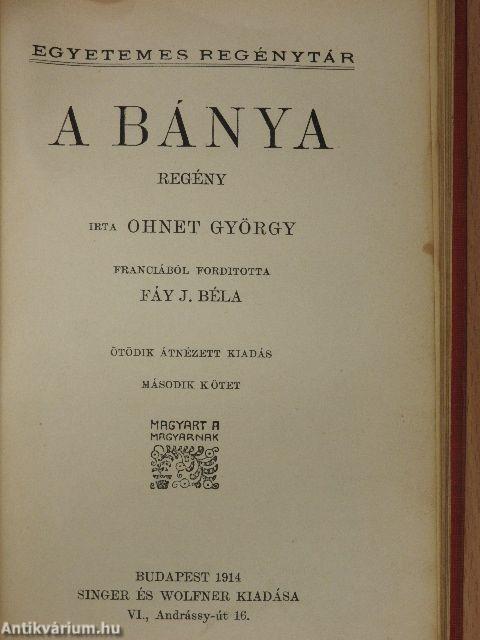 EGYETEMES REGÉNYTÁR
A BÁNYA
REGÉNY
IRTA OHNET GYÖRGY
FRANCIÁBÓL FORDITOTTA
FÁY J. BÉLA
ÖTÖDIK ÁTNÉZETT KIADÁS
MÁSODIK KÖTET
MAGYART A
MAGYARNAK
BUDAPEST 1914
SINGER ÉS WOLFNER KIADÁSA
VI., Andrássy-út 16.
Antikvárium.hu